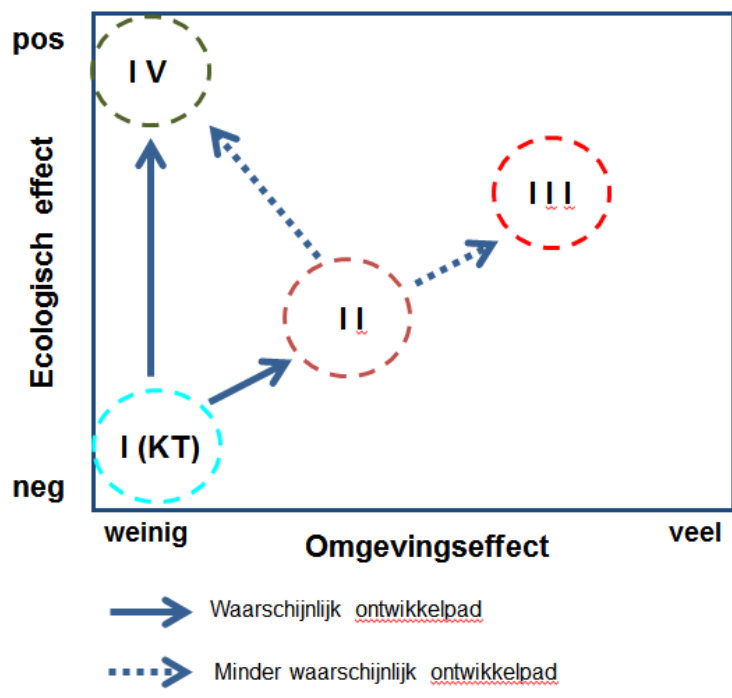 pos
I V
I I I
Ecologisch effect
I I
I (KT)
neg
weinig
Omgevingseffect
veel
Waarschijnlijk ontwikkelpad
Minder waarschijnlijk ontwikkelpad